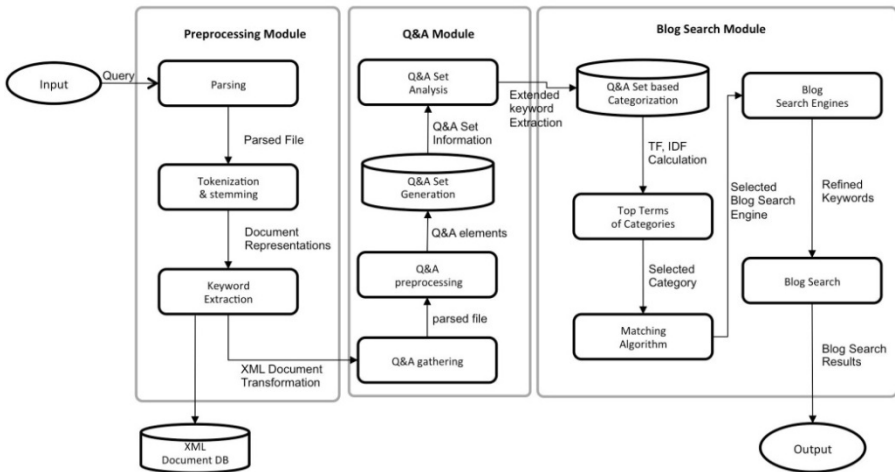 Preprocessing Module
Input
Query
Parsing
Parsed File
Tokenization
& stemming
Document
Representations
Keyword
Extraction
XML Document
Transformation
XML
Document DB
Q&A Module
Q&A Set
Analysis
Q&A Set
Information
Q&A Set
Generation
Q&A elements
Q&A
preprocessing
parsed file
Q&A gathering
Extended
keyword
Extraction
Blog Search Module
Q&A Set based
Categorization
TF, IDF
Calculation
Top Terms
of Categories
Selected
Category
Matching
Algorithm
Selected
Blog Search
Engine
Blog
Search Engines
Refined
Keywords
Blog Search
Blog Search
Results
Output